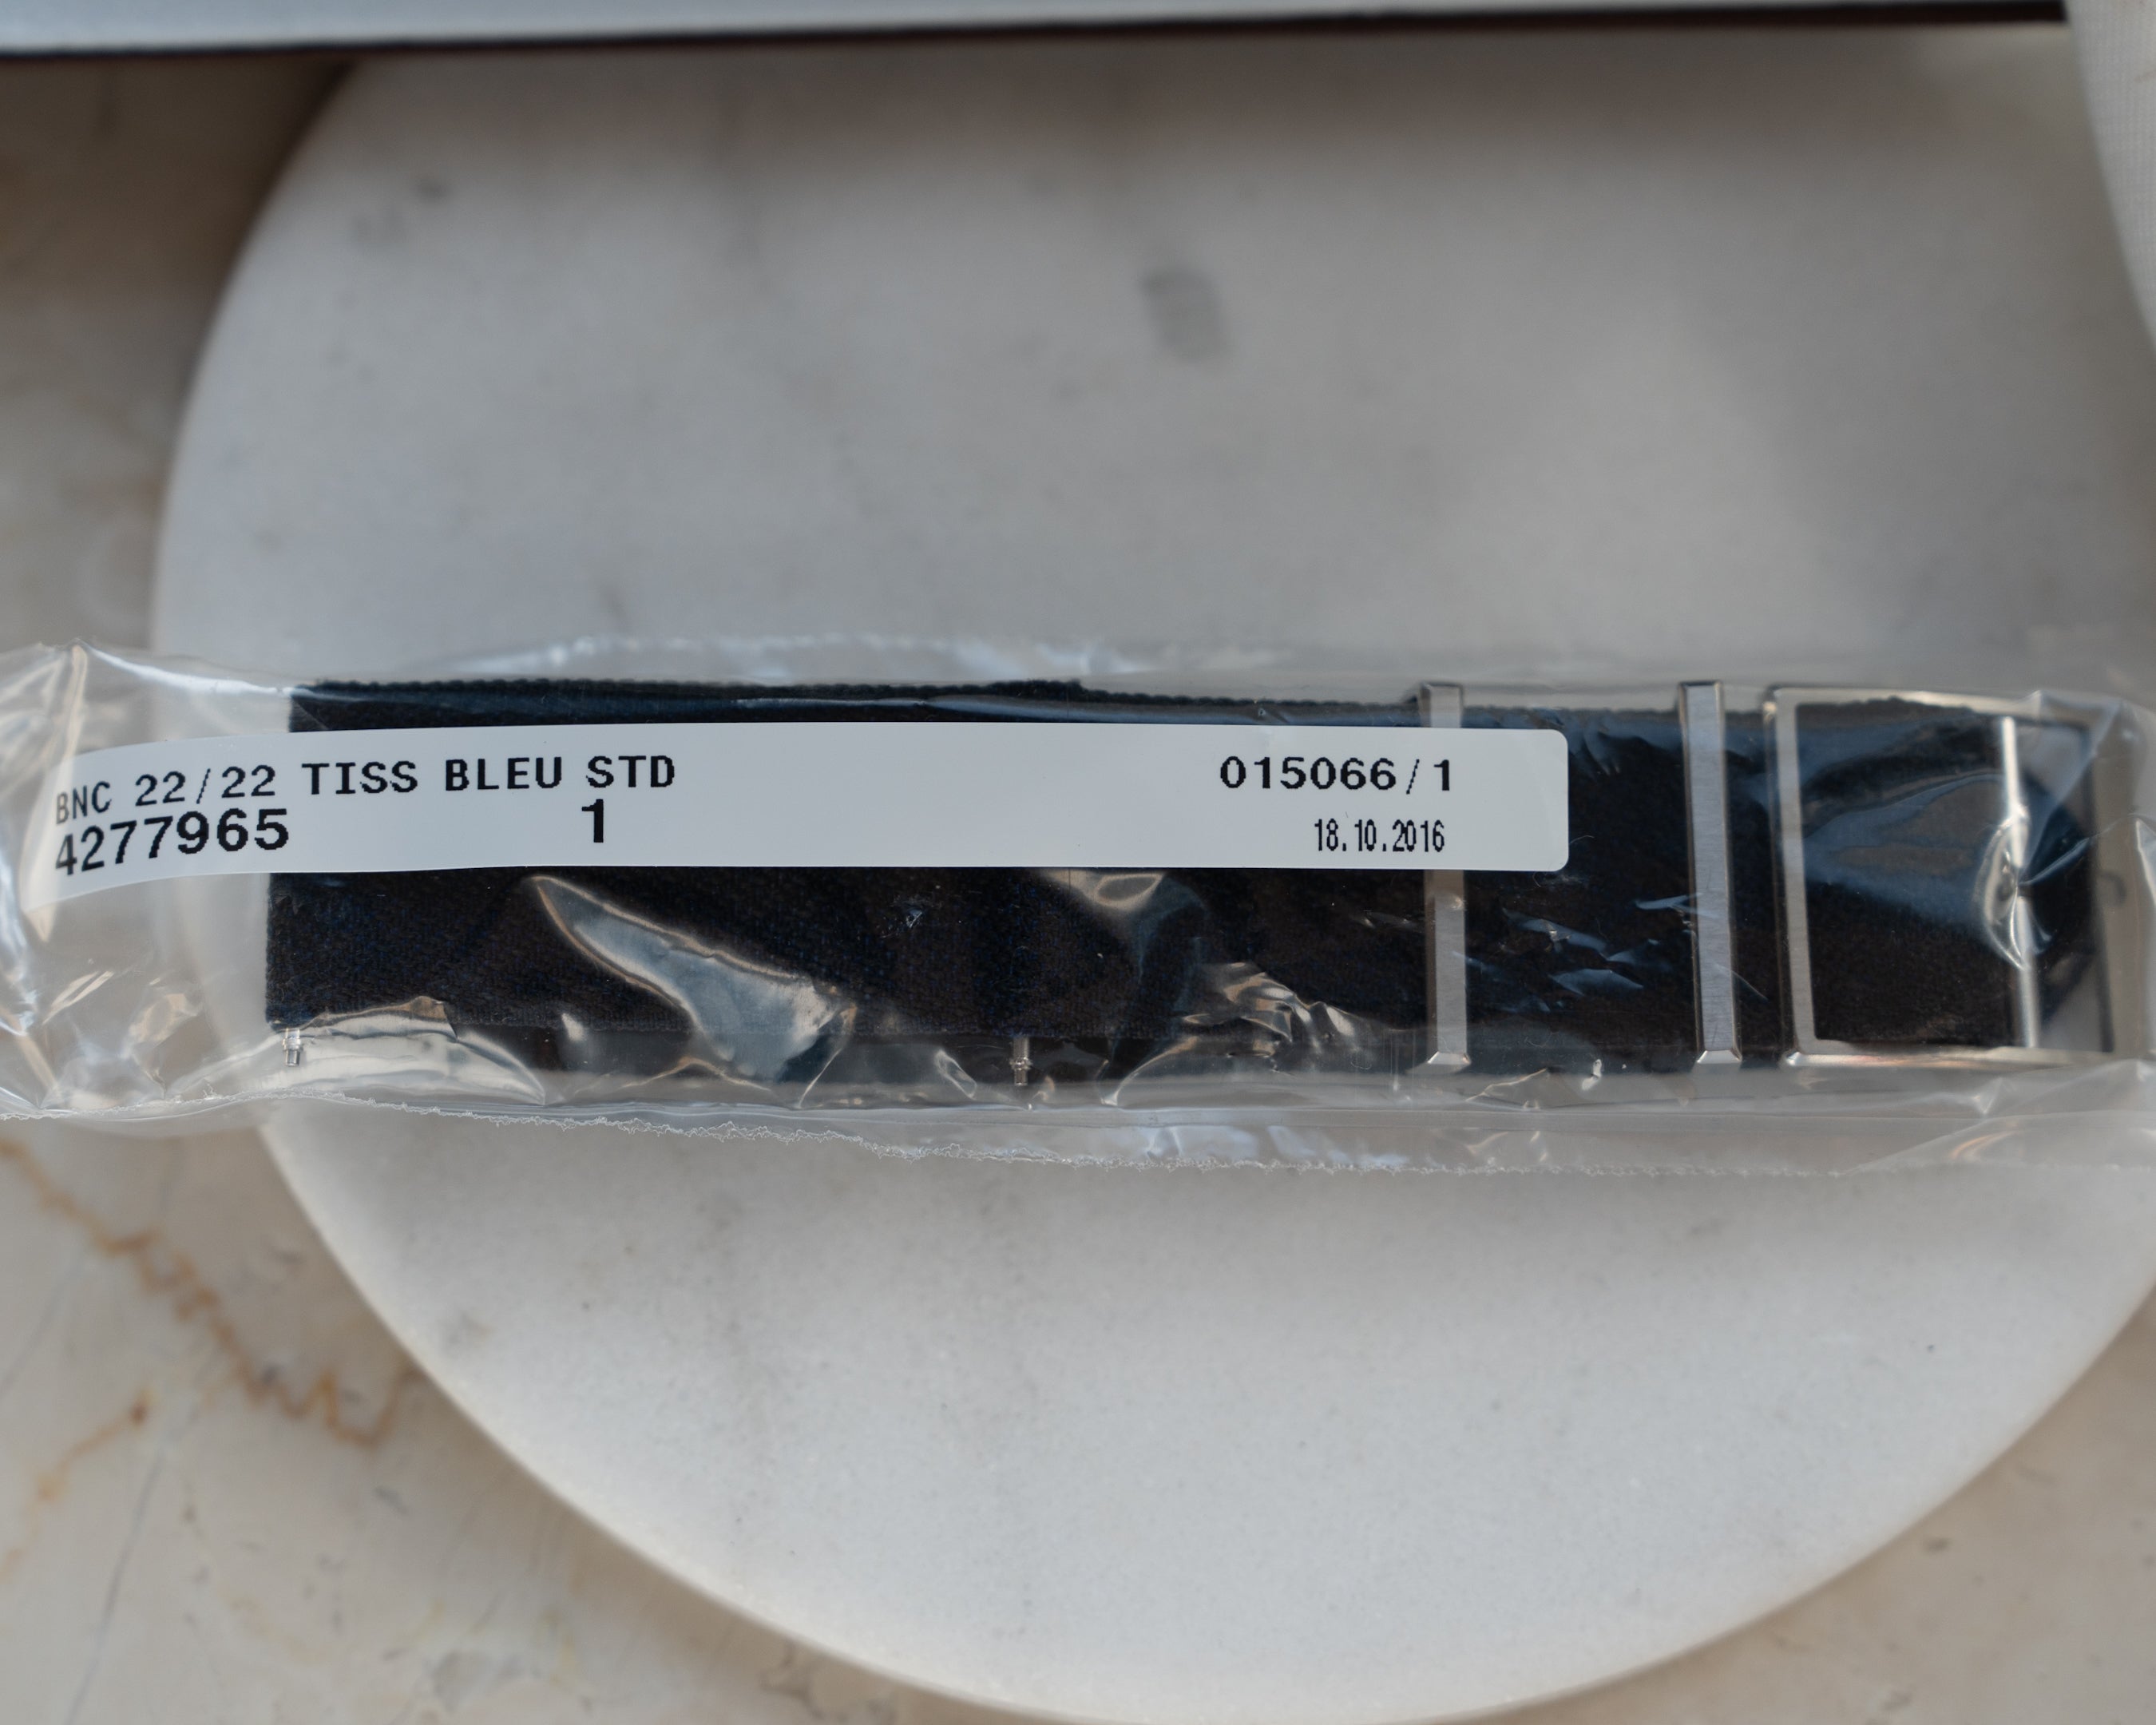 BNC 22/22 TISS BLEU STD 015066/1
4277965 1 18.10.2016